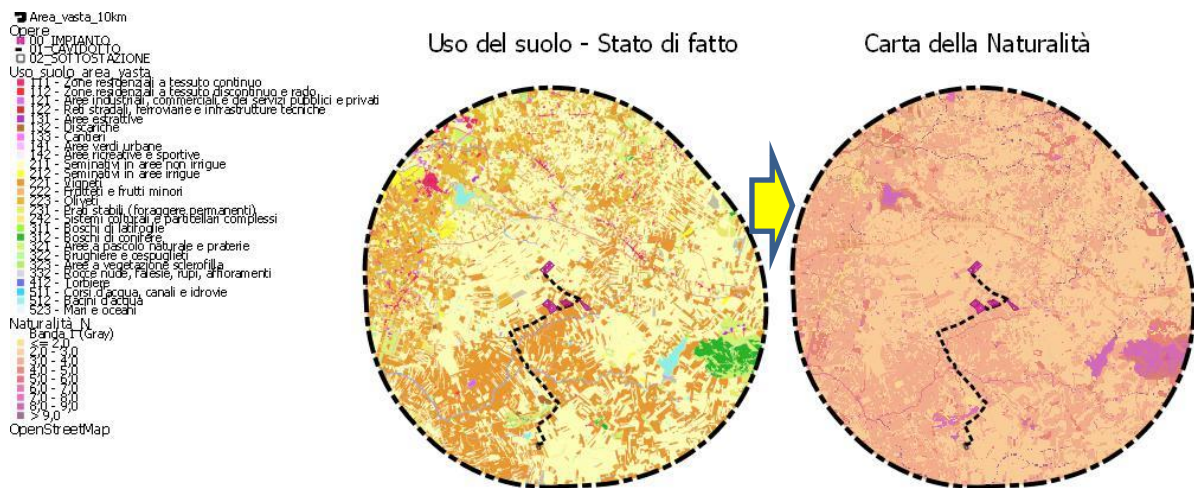 Area_vasta_10km
Opere
00_IMPIANTO
01_CAVIDOTTO
02_SOTTOSTAZIONE
Uso_suolo_area_vasta
111 - Zone residenziali a tessuto continuo
112 - Zone residenziali a tessuto discontinuo e rado
121 - Aree industriali, commerciali e dei servizi pubblici e privati
122 - Reti stradali, ferroviarie e infrastrutture tecniche
131 - Aree estrattive
132 - Discariche
133 - Cantieri
141 - Aree verdi urbane
142 - Aree ricreative e sportive
211 - Seminativi in aree non irrigue
212 - Seminativi in aree irrigue
221 - Vigneti
222 - Frutteti e frutti minori
223 - Oliveti
231 - Prati stabili (foraggere permanenti)
242 - Sistemi colturali e particellari complessi
311 - Boschi di latifoglie
312 - Boschi di conifere
321 - Aree a pascolo naturale e praterie
322 - Brughiere e cespuglieti
323 - Aree a vegetazione sclerofilla
332 - Rocce nude, falesie, rupi, affioramenti
412 - Torbiere
511 - Corsi d'acqua, canali e idrovie
512 - Bacini d'acqua
523 - Mari e oceani
Naturalità_N
Banda 1 (Gray)
<= 2,0
2,0 - 3,0
3,0 - 4,0
4,0 - 5,0
5,0 - 6,0
6,0 - 7,0
7,0 - 8,0
8,0 - 9,0
> 9,0
OpenStreetMap
Uso del suolo - Stato di fatto
Carta della Naturalità